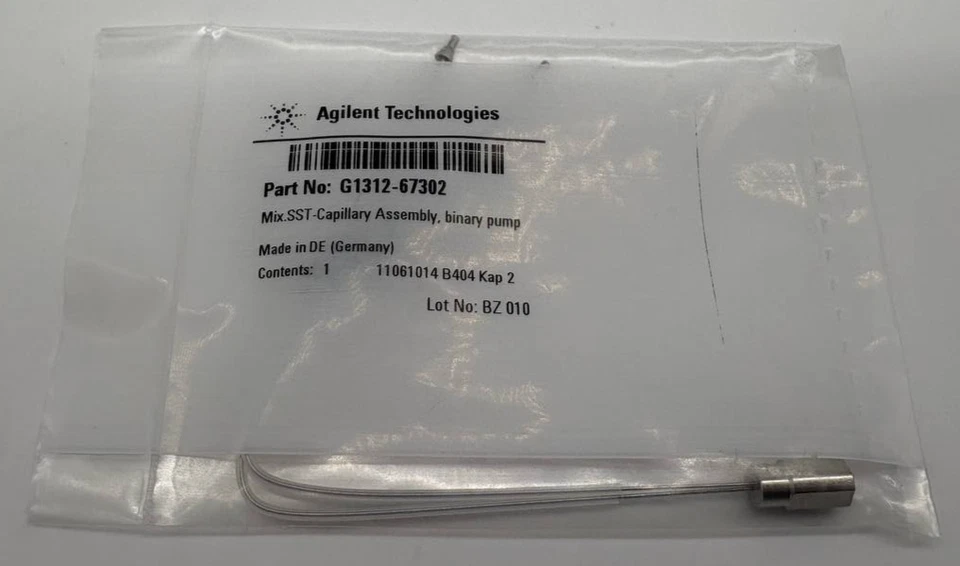 Agilent Technologies
Part No: G1312-67302
Mix.SST-Capillary Assembly, binary pump
Made in DE (Germany)
Contents: 1 11061014 B404 Kap 2
Lot No: BZ 010